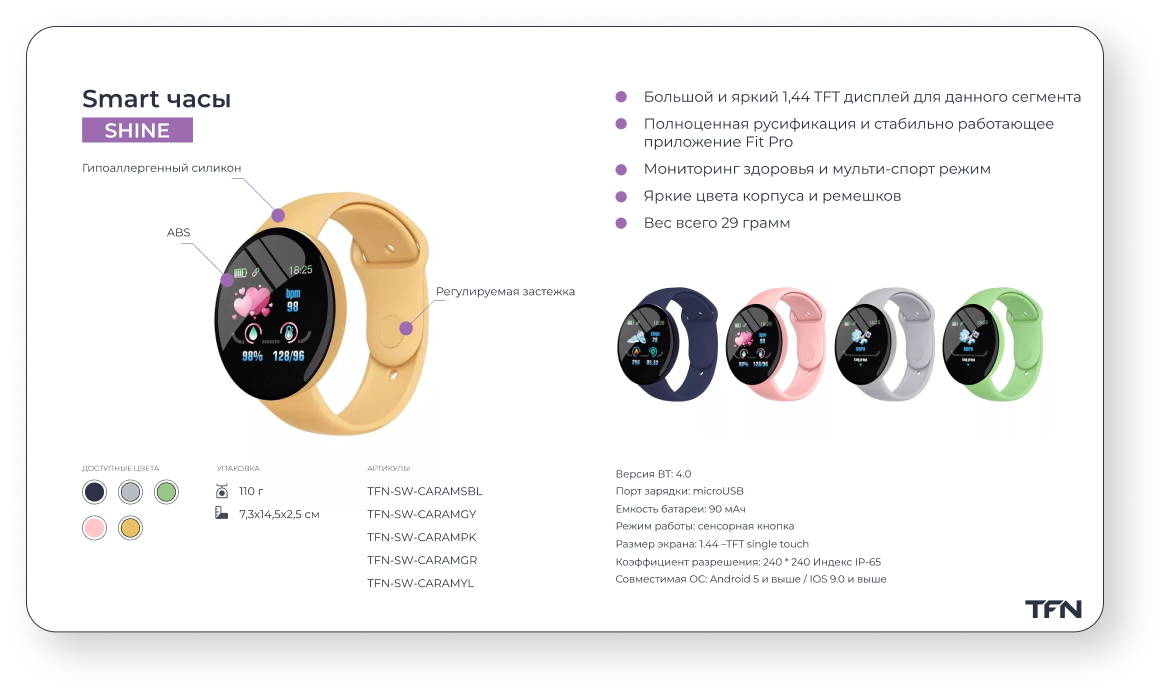 Smart часы
SHINE
Гипоаллергенный силикон
ABS
Регулируемая застежка
18:25
bpm
98
98%
128/96
Большой и яркий 1,44 TFT дисплей для данного сегмента
Полноценная русификация и стабильно работающее
приложение Fit Pro
Мониторинг здоровья и мульти-спорт режим
Яркие цвета корпуса и ремешков
Вес всего 29 грамм
ДОСТУПНЫЕ ЦВЕТА
УПАКОВКА
110 г
7,3x14,5x2,5 см
АРТИКУЛЫ
TFN-SW-CARAMSBL
TFN-SW-CARAMGY
TFN-SW-CARAMPK
TFN-SW-CARAMGR
TFN-SW-CARAMYL
Версия BT: 4.0
Порт зарядки: microUSB
Емкость батареи: 90 мАч
Режим работы: сенсорная кнопка
Размер экрана: 1.44 –TFT single touch
Коэффициент разрешения: 240 * 240 Индекс IP-65
Совместимая ОС: Android 5 и выше / IOS 9.0 и выше
TFN